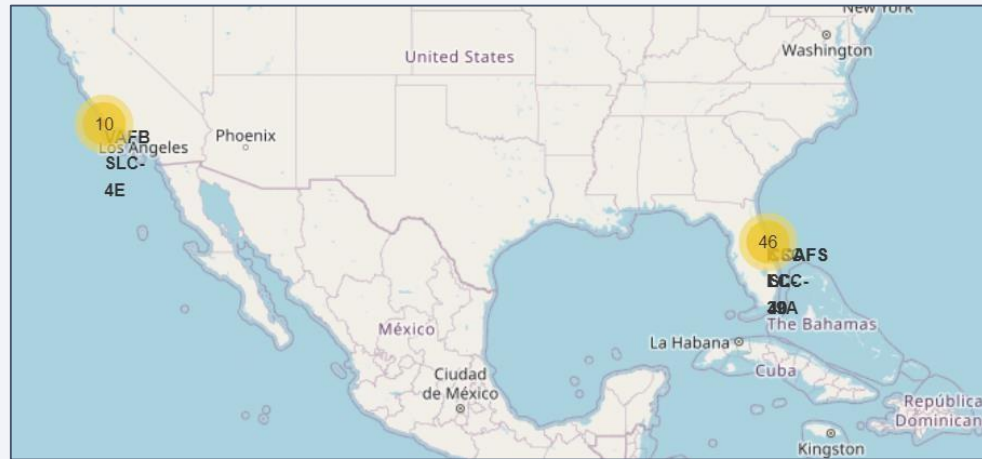 New York
Washington
United States
10
VAFB
Los Angeles
SLC-
4E
Phoenix
46
México
La Habana
The Bahamas
Cuba
Ciudad
de México
República
Dominican
Kingston